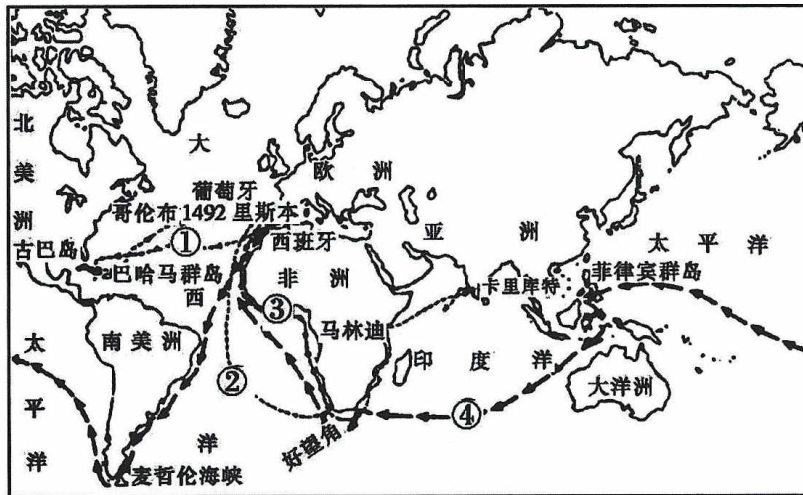 北美洲
大
欧洲
葡萄牙
哥伦布1492里斯本
①
西班牙
亚洲
太平洋
古巴岛
巴哈马群岛
西
非洲
卡里库特
菲律宾群岛
③
马林迪
太平洋
南美洲
②
印度洋
④
大洋洲
洋
好望角
麦哲伦海峡